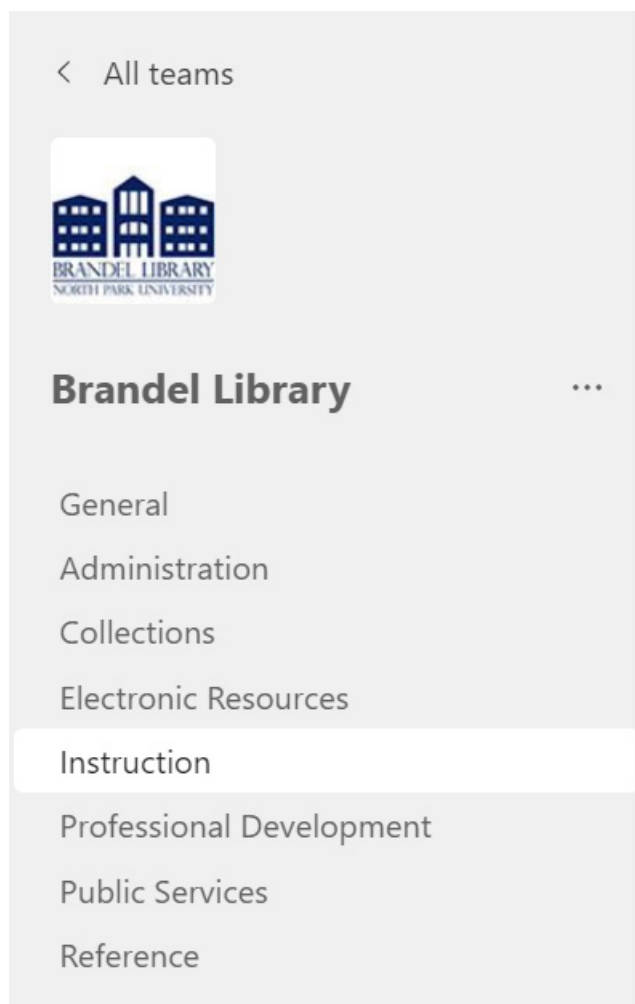 All teams
BRANDEL LIBRARY
NORTH PARK UNIVERSITY
Brandel Library
General
Administration
Collections
Electronic Resources
Instruction
Professional Development
Public Services
Reference